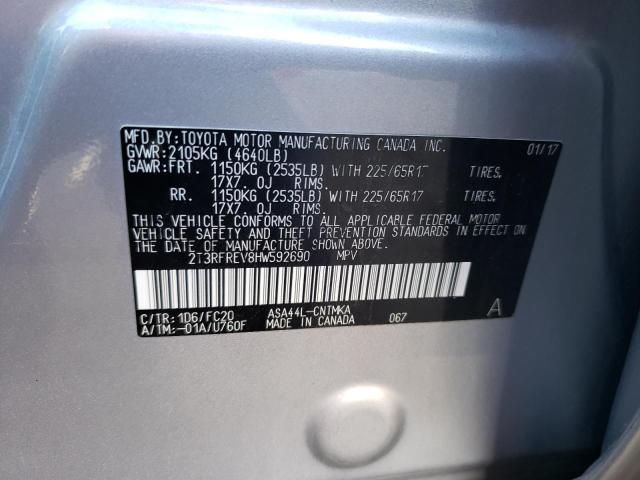 MFD.BY:TOYOTA MOTOR MANUFACTURING CANADA INC. 01/17
GVWR:2105KG (4640LB)
GAWR:FRT. 1150KG (2535LB) WITH 225/65R17 TIRES.
17X7.0J RIMS.
RR. 1150KG (2535LB) WITH 225/65R17 TIRES.
17X7.0J RIMS.
THIS VEHICLE CONFORMS TO ALL APPLICABLE FEDERAL MOTOR
VEHICLE SAFETY AND THEFT PREVENTION STANDARDS IN EFFECT ON
THE DATE OF MANUFACTURE SHOWN ABOVE.
2T3RFREV8HW592690 MPV
C/TR:1D6/FC20 ASA44L-CNTMKA
A/TM:-01A/U760F MADE IN CANADA 067 A